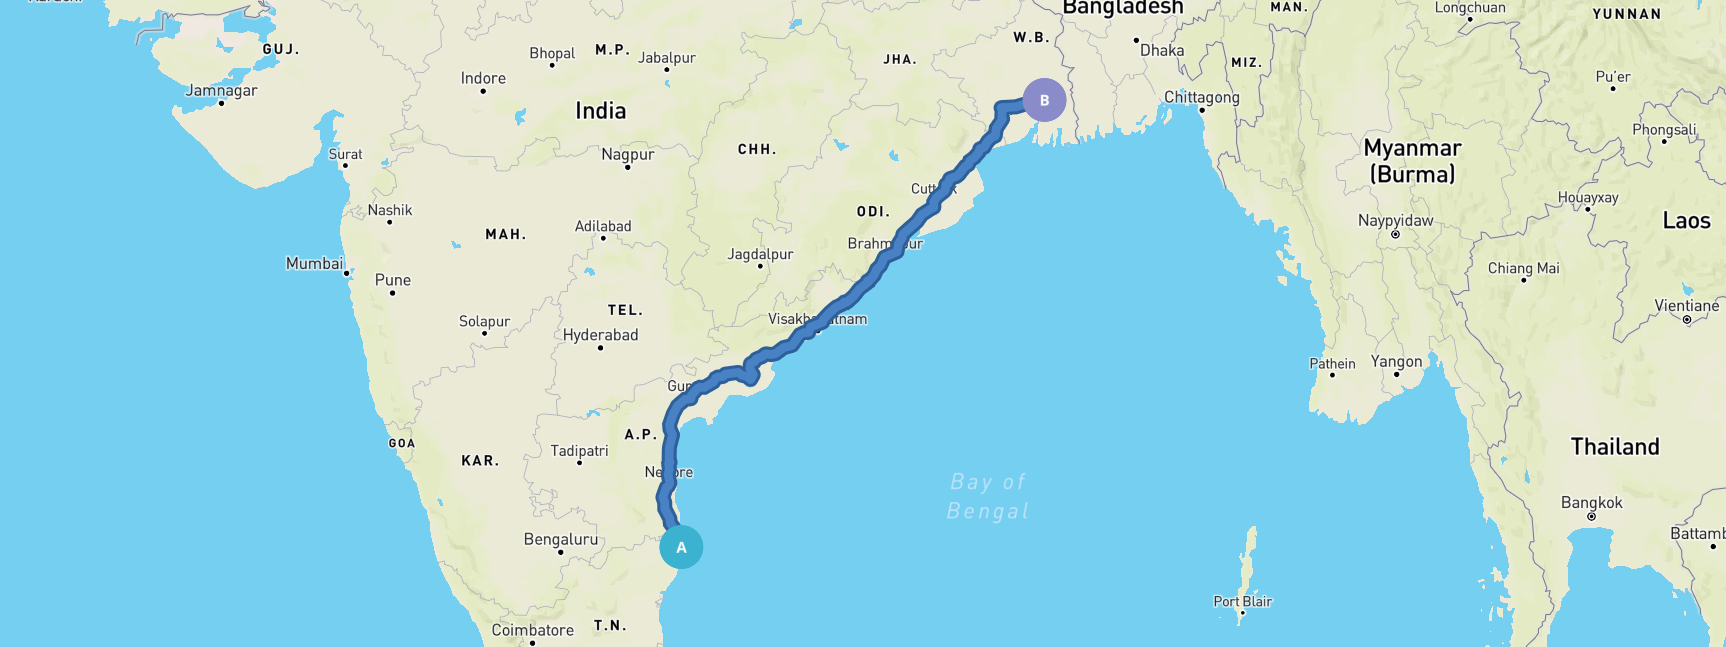 Bangladesh
MAN.
Longchuan
YUNNAN
GUJ.
Bhopal
M.P.
Jabalpur
JHA.
W.B.
Dhaka
MIZ.
Indore
Pu'er
Jamnagar
India
B
Chittagong
Phongsali
Surat
Nagpur
CHH.
Myanmar
(Burma)
Cuttack
Houayxay
Nashik
ODI.
Naypyidaw
Laos
MAH.
Adilabad
Brahmapur
Mumbai
Jagdalpur
Chiang Mai
Pune
TEL.
Vientiane
Solapur
Visakhapatnam
Hyderabad
Pathein
Yangon
Gun
GOA
A.P.
Tadipatri
Thailand
KAR.
Nellore
Bay of
Bengal
Bangkok
Bengaluru
A
Battamb
Port Blair
Coimbatore
T.N.